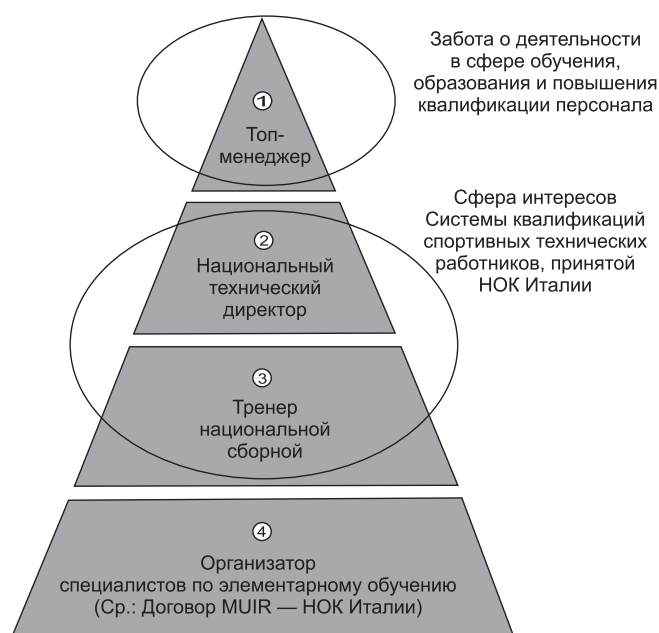 Забота о деятельности
в сфере обучения,
образования и повышения
квалификации персонала
1
Топ-
менеджер
Сфера интересов
Системы квалификаций
спортивных технических
работников, принятой
НОК Италии
2
Национальный
технический
директор
3
Тренер
национальной
сборной
4
Организатор
специалистов по элементарному обучению
(Ср.: Договор MUIR — НОК Италии)